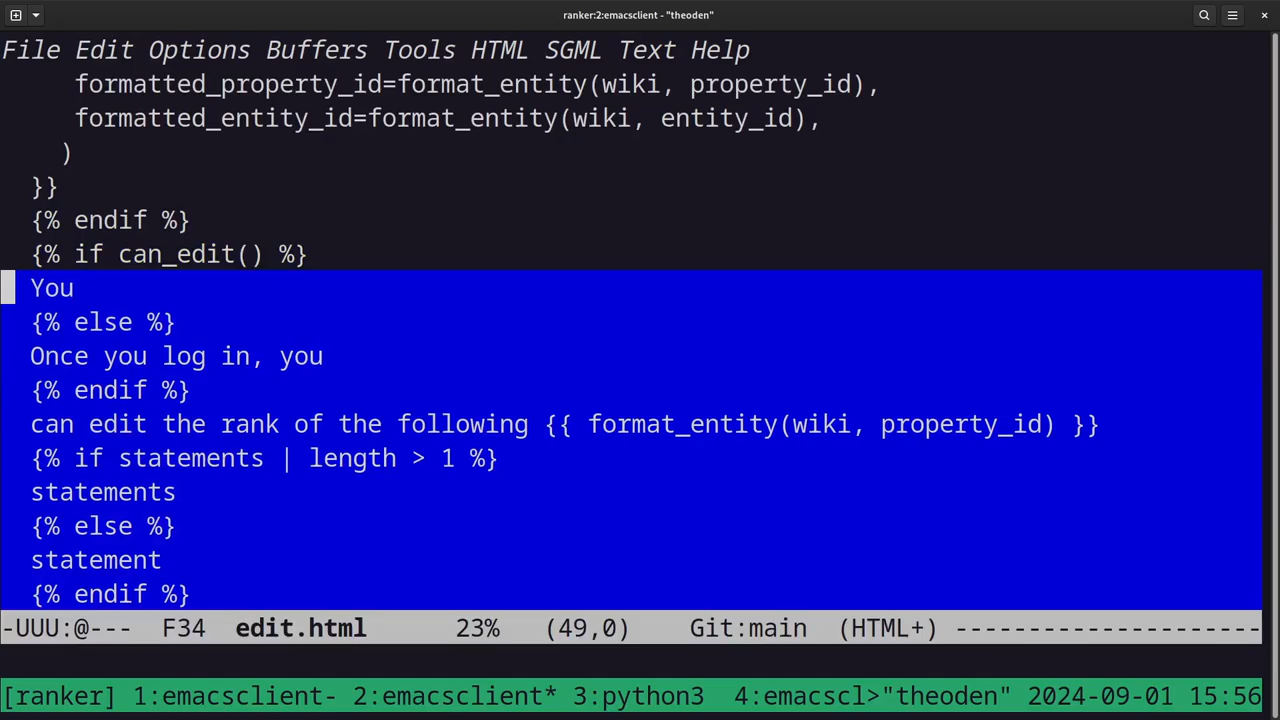 ranker:2:emacsclient - "theoden"
File Edit Options Buffers Tools HTML SGML Text Help
formatted_property_id=format_entity(wiki, property_id),
formatted_entity_id=format_entity(wiki, entity_id),
)
}}
{% endif %}
{% if can_edit() %}
You
{% else %}
Once you log in, you
{% endif %}
can edit the rank of the following {{ format_entity(wiki, property_id) }}
{% if statements | length > 1 %}
statements
{% else %}
statement
{% endif %}
-UUU:@--- F34 edit.html 23% (49,0) Git:main (HTML+) ---------------------
[ranker] 1:emacsclient- 2:emacsclient* 3:python3 4:emacscl>"theoden" 2024-09-01 15:56